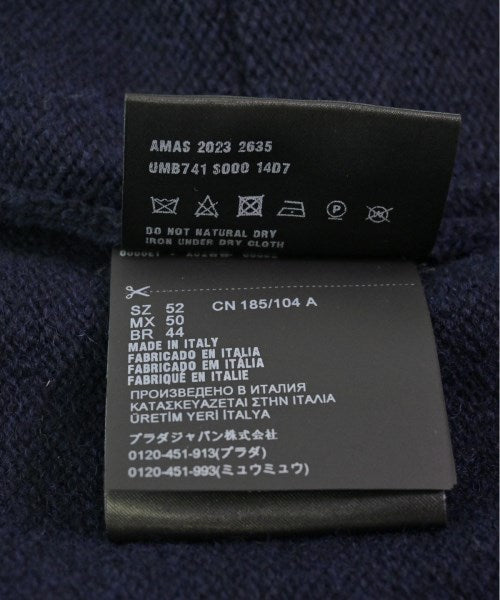 AMAS 2023 2635
UMB741 S000 14D7
DO NOT NATURAL DRY
IRON UNDER DRY CLOTH
SZ 52 CN 185/104 A
MX 50
BR 44
MADE IN ITALY
FABRICADO EN ITALIA
FABRICADO EM ITÁLIA
FABRIQUÉ EN ITALIE
ПРОИЗВЕДЕНО В ИТАЛИЯ
ΚΑΤΑΣΚΕΥΑΖΕΤΑΙ ΣΤΗΝ ΙΤΑΛΙΑ
ÜRETİM YERİ İTALYA
プラダジャパン株式会社
0120-451-913(プラダ)
0120-451-993(ミュウミュウ)